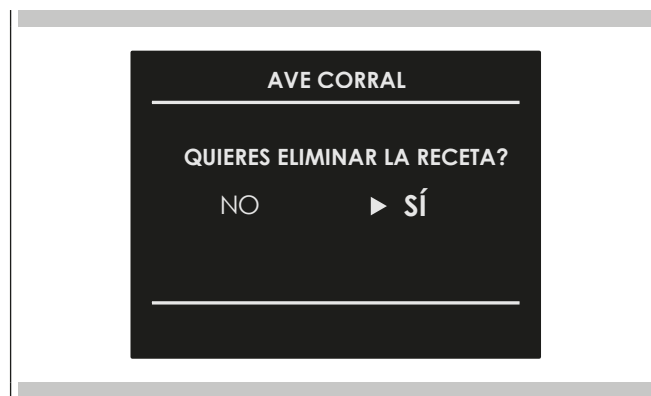 AVE CORRAL
QUIERES ELIMINAR LA RECETA?
NO ▶ SÍ